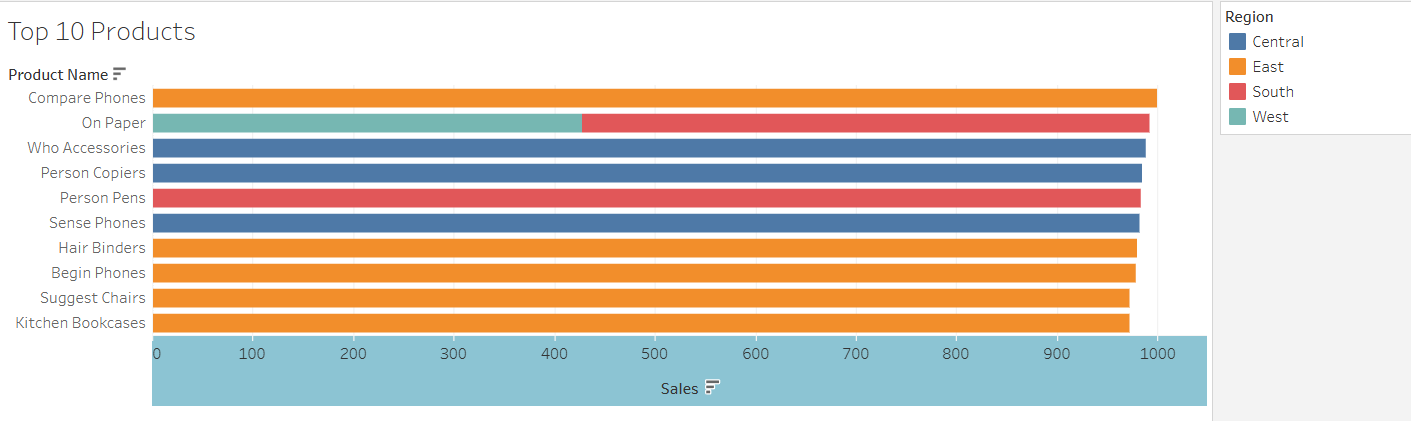 Top 10 Products
Product Name
Compare Phones
On Paper
Who Accessories
Person Copiers
Person Pens
Sense Phones
Hair Binders
Begin Phones
Suggest Chairs
Kitchen Bookcases
0 100 200 300 400 500 600 700 800 900 1000
Sales
Region
Central
East
South
West